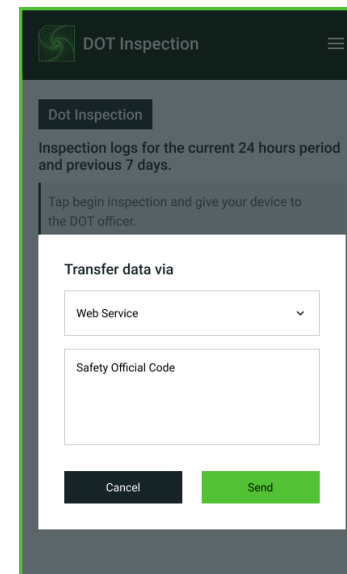 DOT Inspection
Dot Inspection
Inspection logs for the current 24 hours period
and previous 7 days.
Tap begin inspection and give your device to
the DOT officer.
Transfer data via
Web Service
Safety Official Code
Cancel
Send